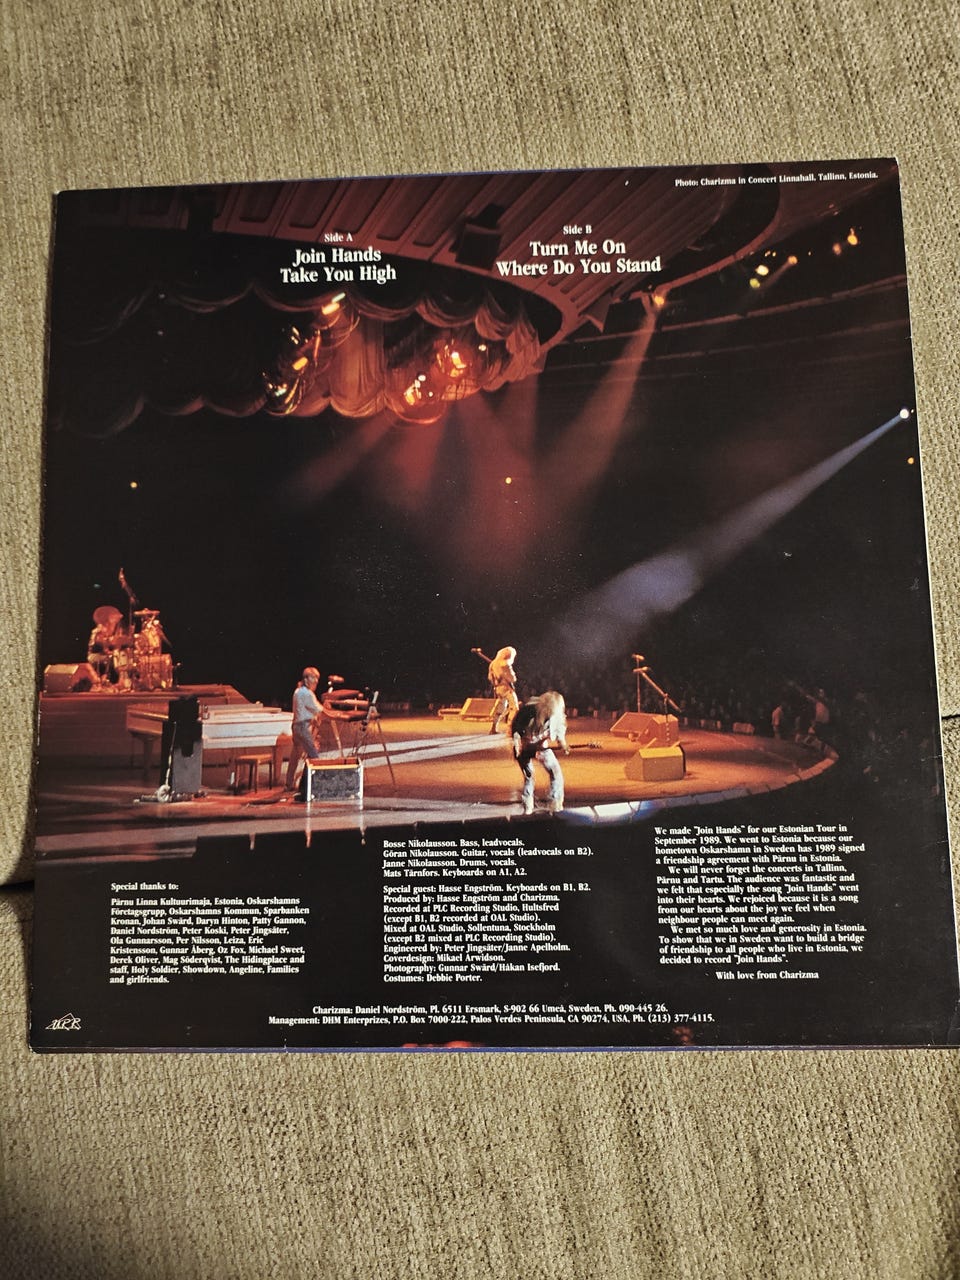 Photo: Charizma in Concert Linnahall, Tallinn, Estonia.
Side A
Join Hands
Take You High
Side B
Turn Me On
Where Do You Stand
Special thanks to:
Pärnu Linna Kultuurimaja, Estonia, Oskarshamns
Företagsgrupp, Oskarshamns Kommun, Sparbanken
Kronan, Johan Swärd, Daryn Hinton, Patty Gannon,
Daniel Nordström, Peter Koski, Peter Jingsåter,
Ola Gunnarsson, Per Nilsson, Leiza, Eric
Kristensson, Gunnar Åberg, Oz Fox, Michael Sweet,
Derek Oliver, Mag Söderqvist, The Hidingplace and
staff, Holy Soldier, Showdown, Angeline, Families
and girlfriends.
Bosse Nikolausson. Bass, leadvocals.
Göran Nikolausson. Guitar, vocals (leadvocals on B2).
Janne Nikolausson. Drums, vocals.
Mats Tärnfors. Keyboards on A1, A2.
Special guest: Hasse Engström. Keyboards on B1, B2.
Produced by: Hasse Engström and Charizma.
Recorded at PLC Recording Studio, Hultsfred
(except B1, B2 recorded at OAL Studio).
Mixed at OAL Studio, Sollentuna, Stockholm
(except B2 mixed at PLC Recording Studio).
Engineered by: Peter Jingsåter/Janne Apelholm.
Coverdesign: Mikael Arwidson.
Photography: Gunnar Swärd/Håkan Isefjord.
Costumes: Debbie Porter.
We made "Join Hands" for our Estonian Tour in
September 1989. We went to Estonia because our
hometown Oskarshamn in Sweden has 1989 signed
a friendship agreement with Pärnu in Estonia.
We will never forget the concerts in Tallinn,
Pärnu and Tartu. The audience was fantastic and
we felt that especially the song "Join Hands" went
into their hearts. We rejoiced because it is a song
from our hearts about the joy we feel when
neighbour people can meet again.
We met so much love and generosity in Estonia.
To show that we in Sweden want to build a bridge
of friendship to all people who live in Estonia, we
decided to record "Join Hands".
With love from Charizma
Charizma: Daniel Nordström, Pl. 6511 Ersmark, S-902 66 Umeå, Sweden, Ph. 090-445 26.
Management: DHM Enterprizes, P.O. Box 7000-222, Palos Verdes Peninsula, CA 90274, USA, Ph. (213) 377-4115.